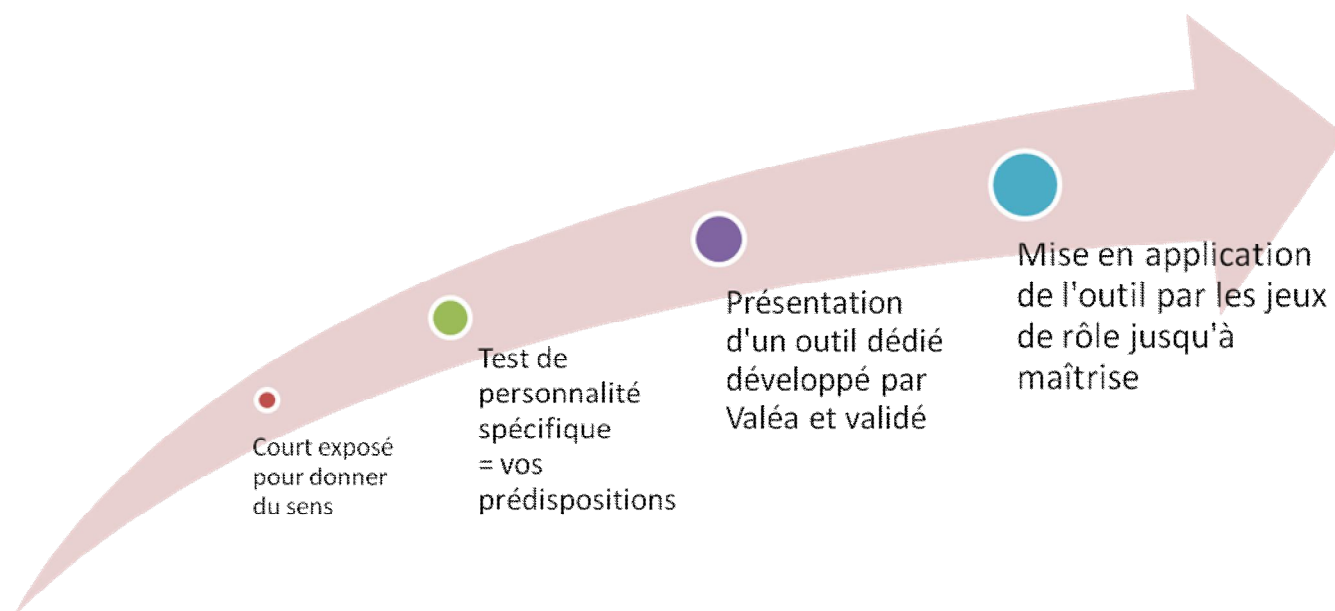 Court exposé
pour donner
du sens
Test de
personnalité
spécifique
= vos
prédispositions
Présentation
d'un outil dédié
développé par
Valéa et validé
Mise en application
de l'outil par les jeux
de rôle jusqu'à
maîtrise